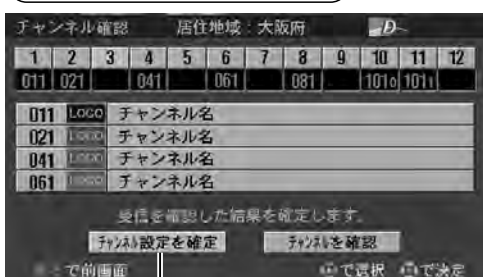 チャンネル確認 居住地域:大阪府 D
1 2 3 4 5 6 7 8 9 10 11 12
011 021 041 061 081 1010 1011
011 LOGO チャンネル名
021 LOGO チャンネル名
041 LOGO チャンネル名
061 LOGO チャンネル名
受信を確認した結果を確定します。
チャンネル設定を確定 チャンネルを確認
で前画面 で選択 で決定